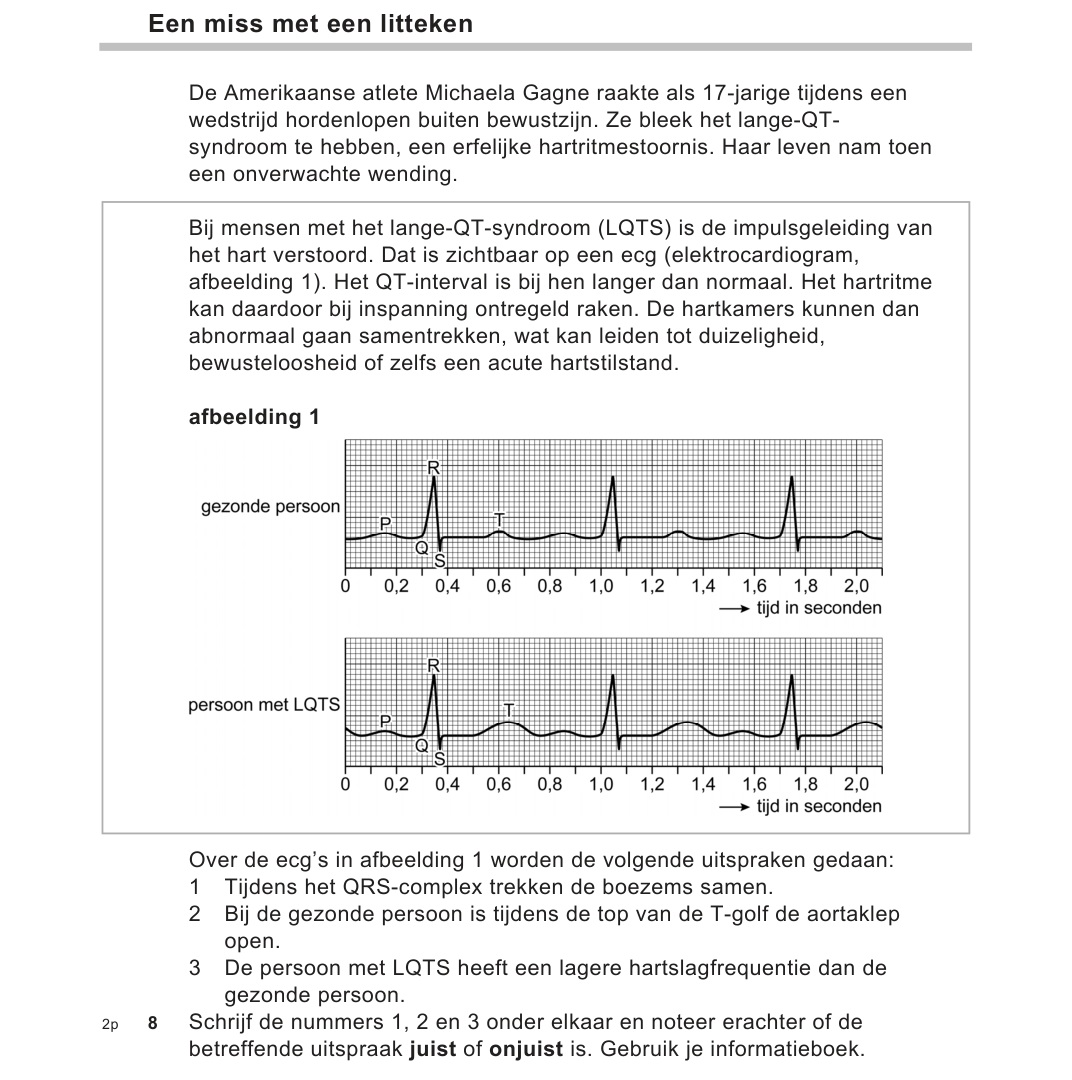 Een miss met een litteken
De Amerikaanse atlete Michaela Gagne raakte als 17-jarige tijdens een
wedstrijd hordenlopen buiten bewustzijn. Ze bleek het lange-QT-
syndroom te hebben, een erfelijke hartritmestoornis. Haar leven nam toen
een onverwachte wending.
Bij mensen met het lange-QT-syndroom (LQTS) is de impulsgeleiding van
het hart verstoord. Dat is zichtbaar op een ecg (elektrocardiogram,
afbeelding 1). Het QT-interval is bij hen langer dan normaal. Het hartritme
kan daardoor bij inspanning ontregeld raken. De hartkamers kunnen dan
abnormaal gaan samentrekken, wat kan leiden tot duizeligheid,
bewusteloosheid of zelfs een acute hartstilstand.
afbeelding 1
R
gezonde persoon
P
T
Q
S
0 0,2 0,4 0,6 0,8 1,0 1,2 1,4 1,6 1,8 2,0
tijd in seconden
R
persoon met LQTS
P
T
Q
S
0 0,2 0,4 0,6 0,8 1,0 1,2 1,4 1,6 1,8 2,0
tijd in seconden
Over de ecg's in afbeelding 1 worden de volgende uitspraken gedaan:
1 Tijdens het QRS-complex trekken de boezems samen.
2 Bij de gezonde persoon is tijdens de top van de T-golf de aortaklep
open.
3 De persoon met LQTS heeft een lagere hartslagfrequentie dan de
gezonde persoon.
2p 8 Schrijf de nummers 1, 2 en 3 onder elkaar en noteer erachter of de
betreffende uitspraak juist of onjuist is. Gebruik je informatieboek.